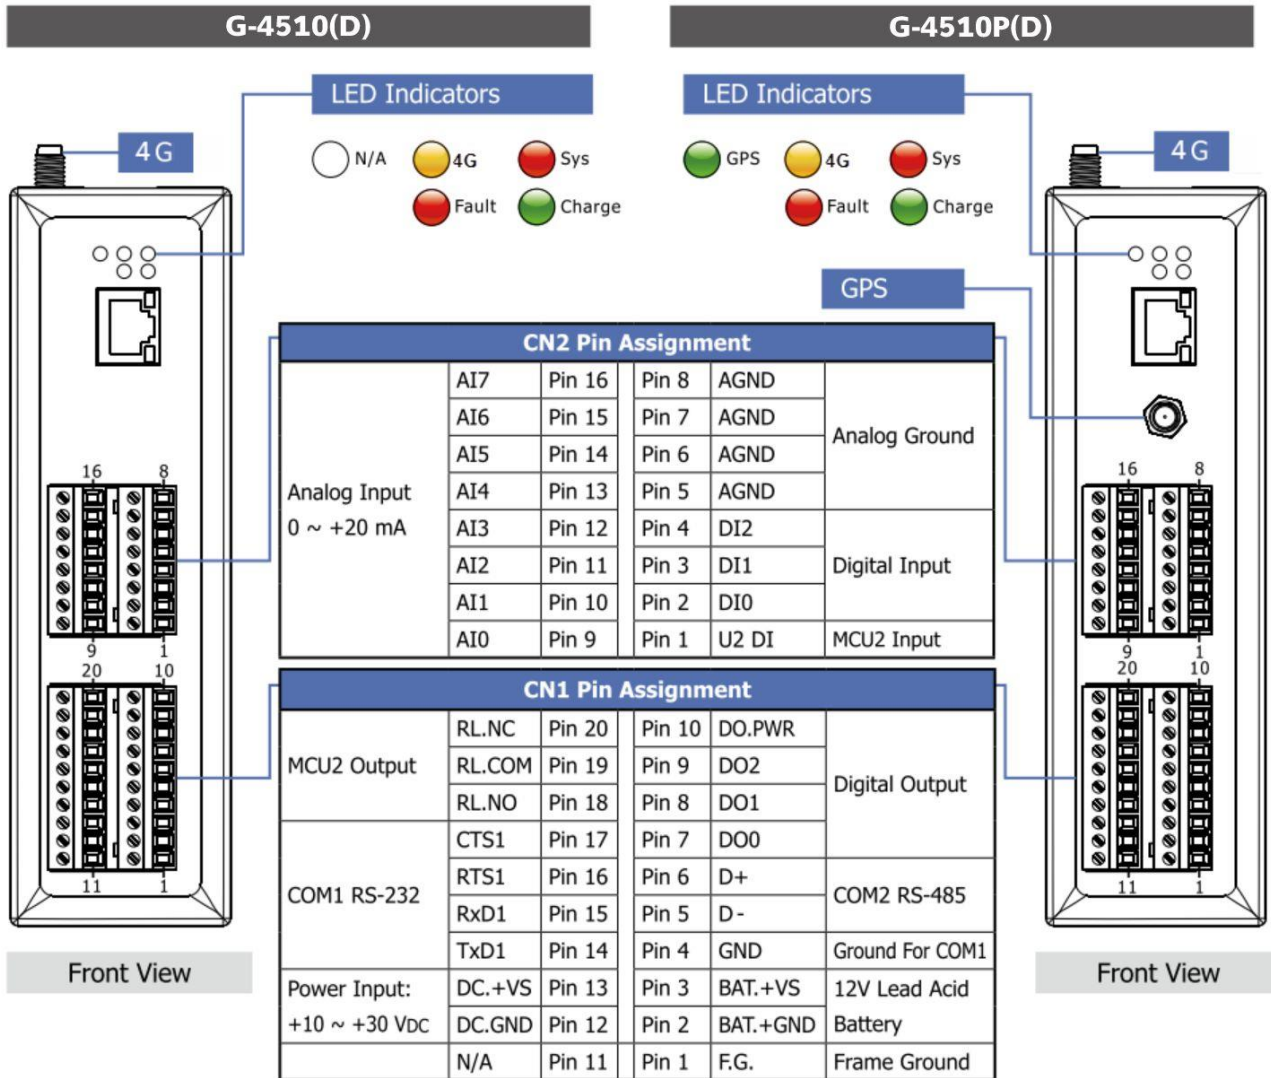 G-4510(D)
G-4510P(D)
LED Indicators
LED Indicators
4G
4G
N/A
4G
Sys
Fault
Charge
GPS
4G
Sys
Fault
Charge
GPS
CN2 Pin Assignment
Analog Input
0 ~ +20 mA
AI7 Pin 16 Pin 8 AGND
AI6 Pin 15 Pin 7 AGND
AI5 Pin 14 Pin 6 AGND
AI4 Pin 13 Pin 5 AGND
Analog Ground
AI3 Pin 12 Pin 4 DI2
AI2 Pin 11 Pin 3 DI1
AI1 Pin 10 Pin 2 DI0
Digital Input
AI0 Pin 9 Pin 1 U2 DI MCU2 Input
CN1 Pin Assignment
MCU2 Output
RL.NC Pin 20 Pin 10 DO.PWR
RL.COM Pin 19 Pin 9 DO2
RL.NO Pin 18 Pin 8 DO1
Digital Output
COM1 RS-232
CTS1 Pin 17 Pin 7 DO0
RTS1 Pin 16 Pin 6 D+
RxD1 Pin 15 Pin 5 D-
COM2 RS-485
TxD1 Pin 14 Pin 4 GND Ground For COM1
Power Input:
+10 ~ +30 VDC
DC.+VS Pin 13 Pin 3 BAT.+VS
DC.GND Pin 12 Pin 2 BAT.+GND
12V Lead Acid
Battery
N/A Pin 11 Pin 1 F.G. Frame Ground
16 8
9 1
20 10
11 1
Front View
16 8
9 1
20 10
11 1
Front View